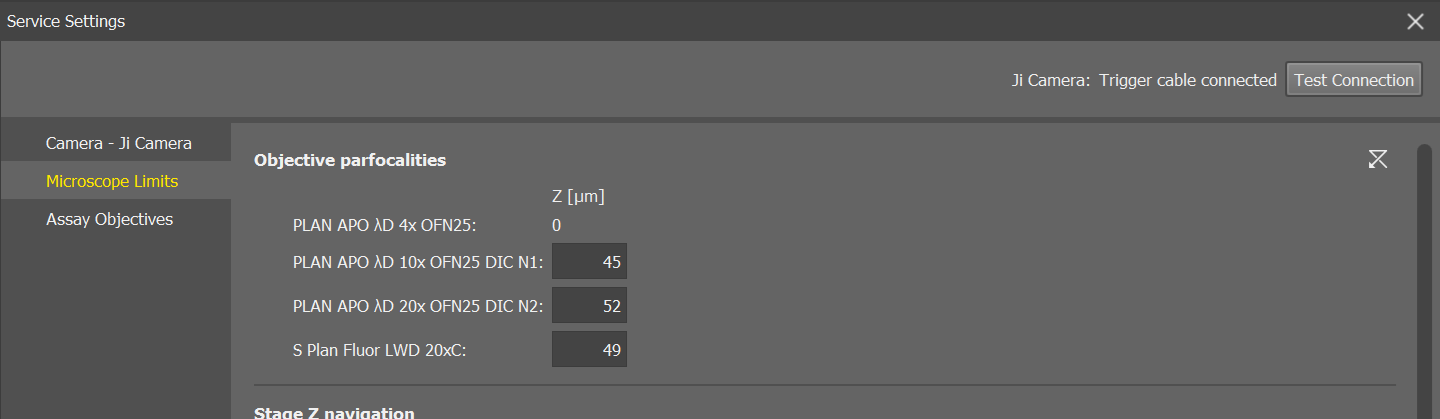 Service Settings
Ji Camera: Trigger cable connected
Test Connection
Camera - Ji Camera
Microscope Limits
Assay Objectives
Objective parfocalities
Z [µm]
PLAN APO λD 4x OFN25: 0
PLAN APO λD 10x OFN25 DIC N1: 45
PLAN APO λD 20x OFN25 DIC N2: 52
S Plan Fluor LWD 20xC: 49
Stage Z navigation